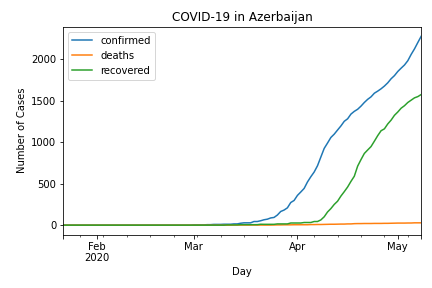 COVID-19 in Azerbaijan
confirmed
deaths
recovered
Number of Cases
2000
1500
1000
500
0
Feb
2020
Mar
Apr
May
Day